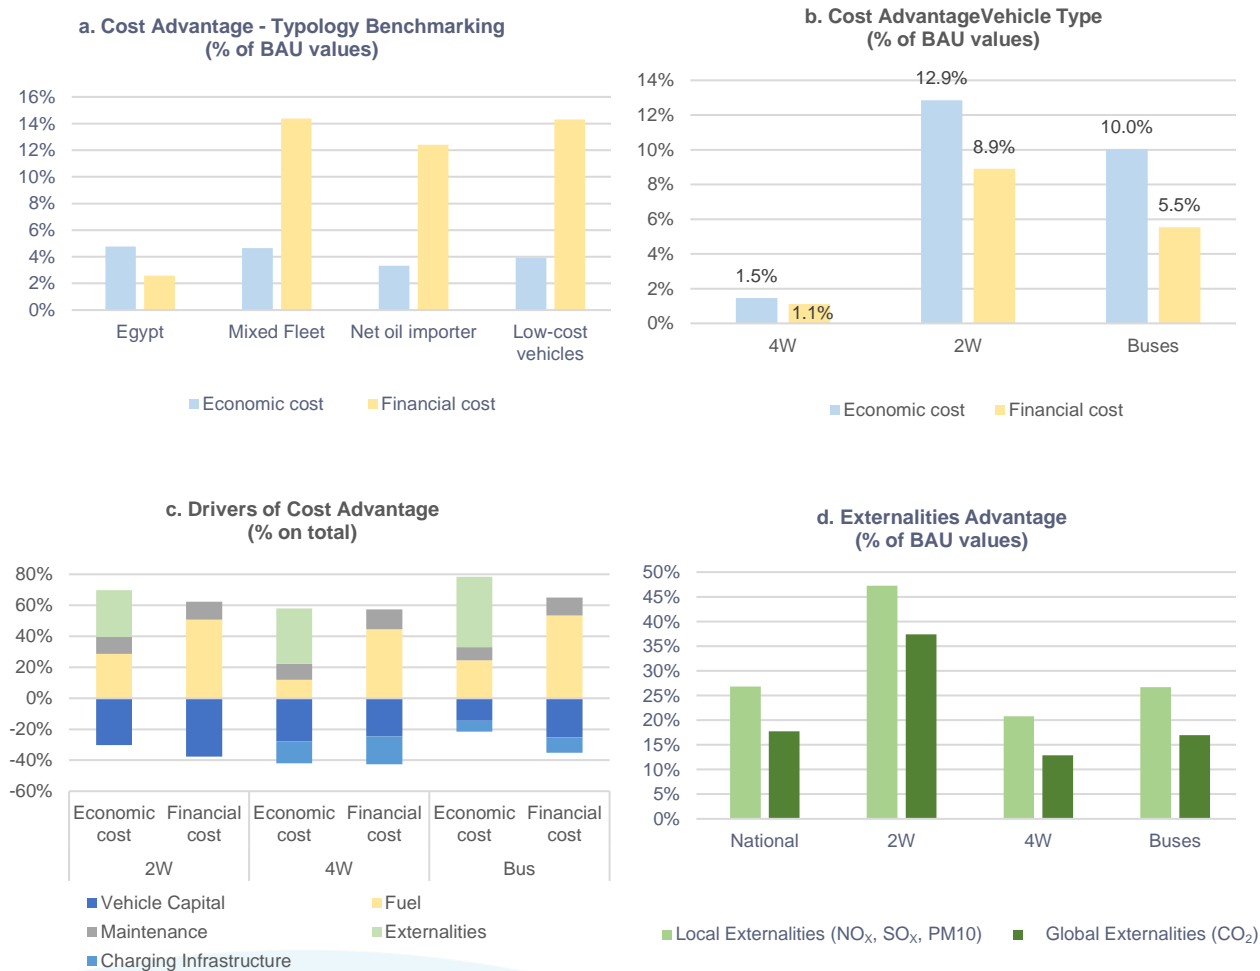 a. Cost Advantage - Typology Benchmarking
(% of BAU values)
16%
14%
12%
10%
8%
6%
4%
2%
0%
Egypt
Mixed Fleet
Net oil importer
Low-cost
vehicles
Economic cost
Financial cost
b. Cost AdvantageVehicle Type
(% of BAU values)
14%
12%
10%
8%
6%
4%
2%
0%
1.5%
1.1%
12.9%
8.9%
10.0%
5.5%
4W
2W
Buses
Economic cost
Financial cost
c. Drivers of Cost Advantage
(% on total)
80%
60%
40%
20%
0%
-20%
-40%
-60%
Economic
cost
Financial
cost
Economic
cost
Financial
cost
Economic
cost
Financial
cost
2W
4W
Bus
Vehicle Capital
Fuel
Maintenance
Externalities
Charging Infrastructure
d. Externalities Advantage
(% of BAU values)
50%
45%
40%
35%
30%
25%
20%
15%
10%
5%
0%
National
2W
4W
Buses
Local Externalities (NOX, SOX, PM10)
Global Externalities (CO2)